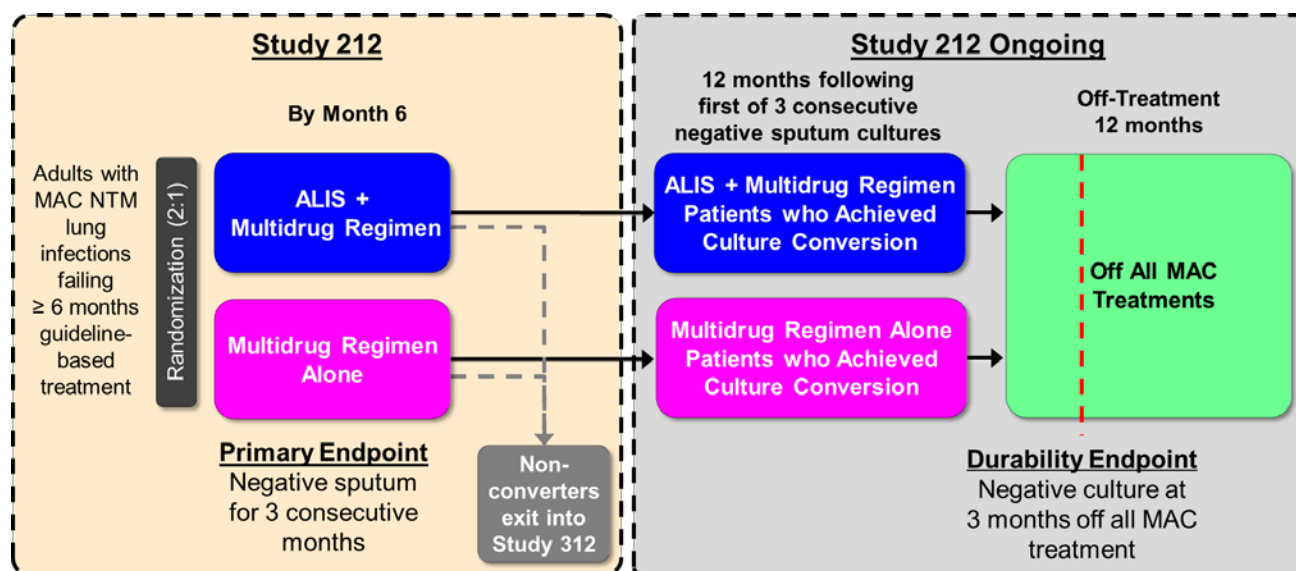 Study 212
By Month 6
Adults with
MAC NTM
lung
infections
failing
≥ 6 months
guideline-
based
treatment
Randomization (2:1)
ALIS +
Multidrug Regimen
Multidrug Regimen
Alone
Primary Endpoint
Negative sputum
for 3 consecutive
months
Non-
converters
exit into
Study 312
Study 212 Ongoing
12 months following
first of 3 consecutive
negative sputum cultures
Off-Treatment
12 months
ALIS + Multidrug Regimen
Patients who Achieved
Culture Conversion
Multidrug Regimen Alone
Patients who Achieved
Culture Conversion
Off All MAC
Treatments
Durability Endpoint
Negative culture at
3 months off all MAC
treatment